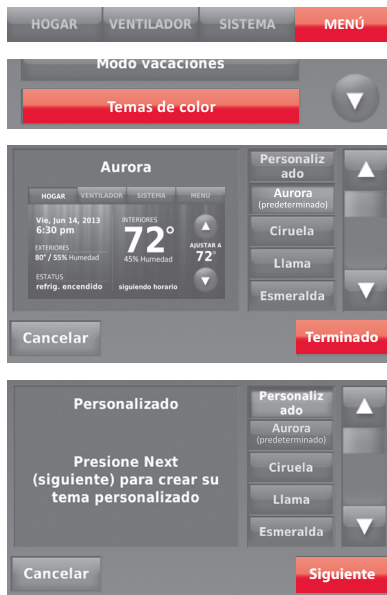 HOGAR VENTILADOR SISTEMA MENÚ
Modo vacaciones
Temas de color
Aurora
HOGAR VENTILADOR SISTEMA MENÚ
Vie, Jun 14, 2013
6:30 pm
EXTERIORES
80° / 55% Humedad
ESTATUS
refrig. encendido
INTERIORES
72°
45% Humedad
siguiendo horario
AJUSTAR A
72°
Personaliz
ado
Aurora
(predeterminado)
Ciruela
Llama
Esmeralda
Cancelar
Terminado
Personalizado
Presione Next
(siguiente) para crear su
tema personalizado
Personaliz
ado
Aurora
(predeterminado)
Ciruela
Llama
Esmeralda
Cancelar
Siguiente